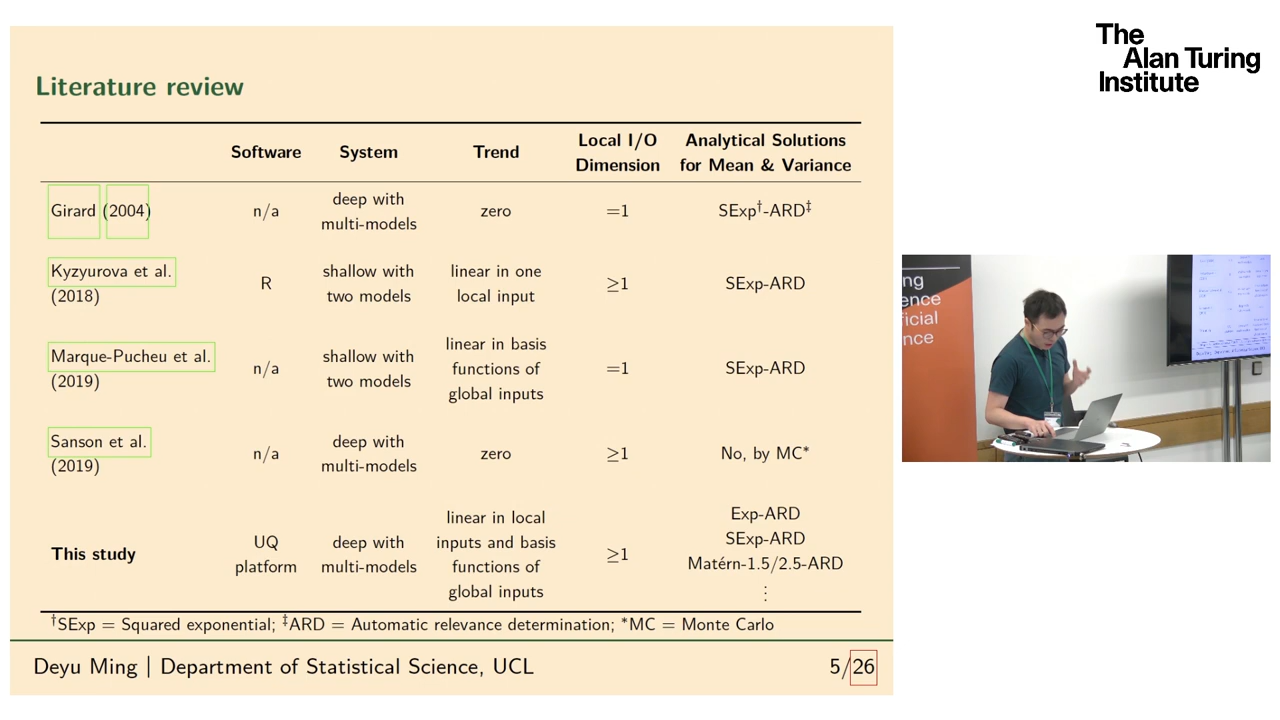 The
Alan Turing
Institute
Literature review
Software System Trend Local I/O Dimension Analytical Solutions for Mean & Variance
Girard (2004) n/a deep with multi-models zero =1 SExp†-ARD‡
Kyzyurova et al. (2018) R shallow with two models linear in one local input ≥1 SExp-ARD
Marque-Pucheu et al. (2019) n/a shallow with two models linear in basis functions of global inputs =1 SExp-ARD
Sanson et al. (2019) n/a deep with multi-models zero ≥1 No, by MC*
This study UQ platform deep with multi-models linear in local inputs and basis functions of global inputs ≥1 Exp-ARD SExp-ARD Matérn-1.5/2.5-ARD ⋮
†SExp = Squared exponential; ‡ARD = Automatic relevance determination; *MC = Monte Carlo
Deyu Ming | Department of Statistical Science, UCL 5/26
ng
ence
ficial
nce